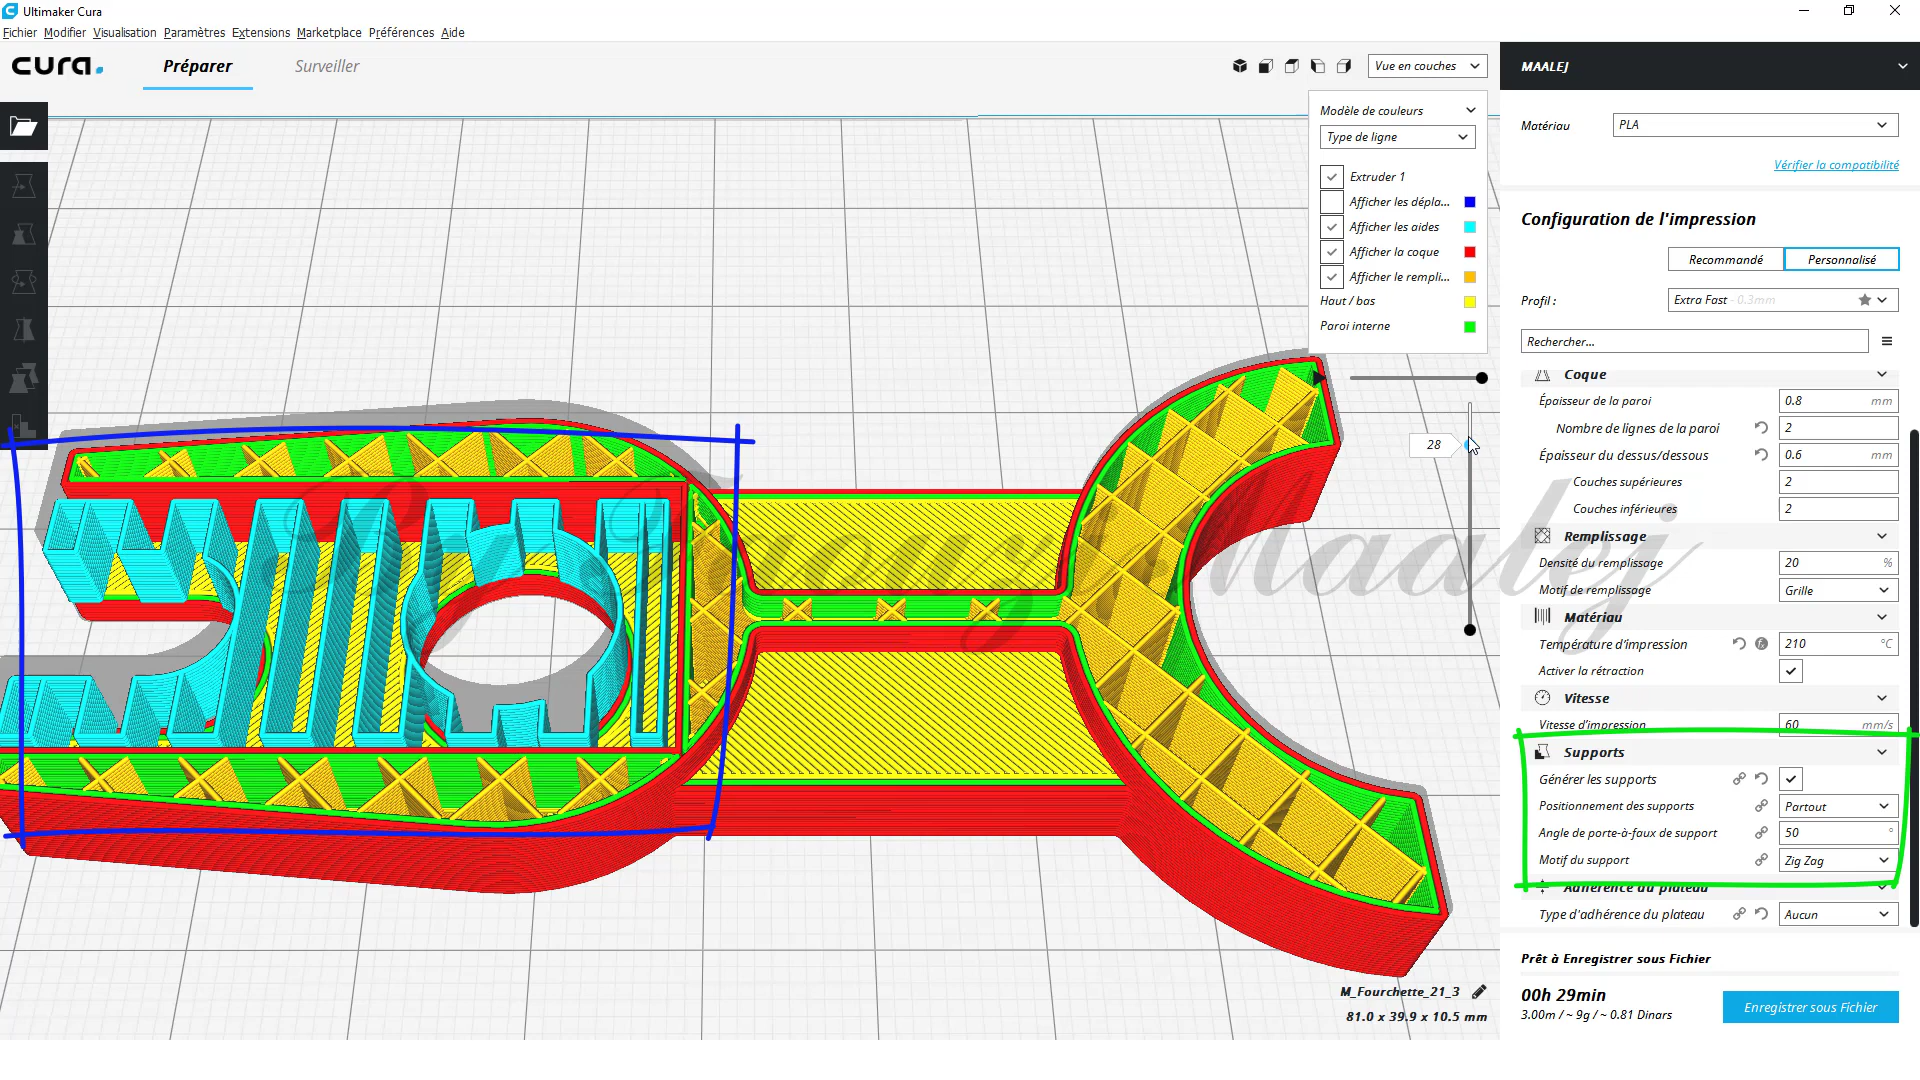 Ultimaker Cura
Fichier Modifier Visualisation Paramètres Extensions Marketplace Préférences Aide
cura.
Préparer
Surveiller
Vue en couches
MAALEJ
Modèle de couleurs
Type de ligne
Extruder 1
Afficher les dépla...
Afficher les aides
Afficher la coque
Afficher le rempli...
Haut / bas
Paroi interne
28
Matériau
PLA
Vérifier la compatibilité
Configuration de l'impression
Recommandé
Personnalisé
Profil :
Extra Fast - 0.3mm
Rechercher...
Coque
Épaisseur de la paroi 0.8 mm
Nombre de lignes de la paroi 2
Épaisseur du dessus/dessous 0.6 mm
Couches supérieures 2
Couches inférieures 2
Remplissage
Densité du remplissage 20 %
Motif de remplissage Grille
Matériau
Température d'impression 210 °C
Activer la rétraction
Vitesse
Vitesse d'impression 60 mm/s
Supports
Générer les supports
Positionnement des supports Partout
Angle de porte-à-faux de support 50 °
Motif du support Zig Zag
Adhérence du plateau
Type d'adhérence du plateau Aucun
Prêt à Enregistrer sous Fichier
00h 29min
3.00m / ~ 9g / ~ 0.81 Dinars
Enregistrer sous Fichier
M_Fourchette_21_3
81.0 x 39.9 x 10.5 mm
Maalej